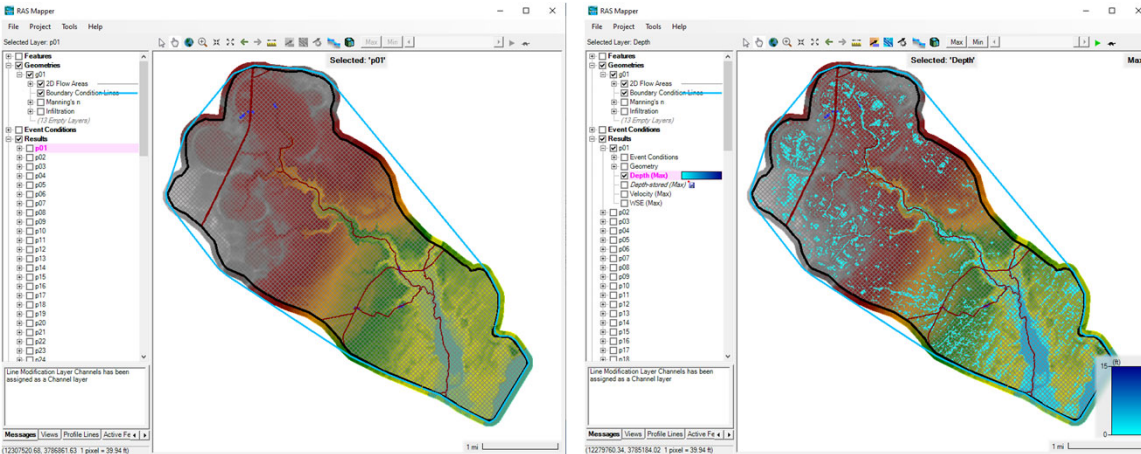 RAS Mapper
File Project Tools Help
Selected Layer: p01
Max Min
Selected: 'p01'
Features
Geometries
p01
2D Flow Areas
Boundary Condition Lines
Manning's n
Infiltration
(13 Empty Layers)
Event Conditions
Results
p01
p02
p03
p04
p05
p06
p07
p08
p09
p10
p11
p12
p13
p14
p15
p16
p17
p18
p19
p20
p21
p22
p23
p24
Line Modification Layer Channels has been
assigned as a Channel layer
Messages Views Profile Lines Active Fe
(12307520.68, 3786861.63 1 pixel = 39.94 ft)
1 mi
RAS Mapper
File Project Tools Help
Selected Layer: Depth
Max Min
Selected: 'Depth'
Max
Features
Geometries
p01
2D Flow Areas
Boundary Condition Lines
Manning's n
Infiltration
(13 Empty Layers)
Event Conditions
Results
p01
Event Conditions
Geometry
Depth (Max)
Depth-stored (Max)
Velocity (Max)
WSE (Max)
p02
p03
p04
p05
p06
p07
p08
p09
p10
p11
p12
p13
p14
p15
p16
p17
p18
Line Modification Layer Channels has been
assigned as a Channel layer
Messages Views Profile Lines Active Fe
(12279760.34, 3785184.02 1 pixel = 39.94 ft)
1 mi
(ft)
15
0